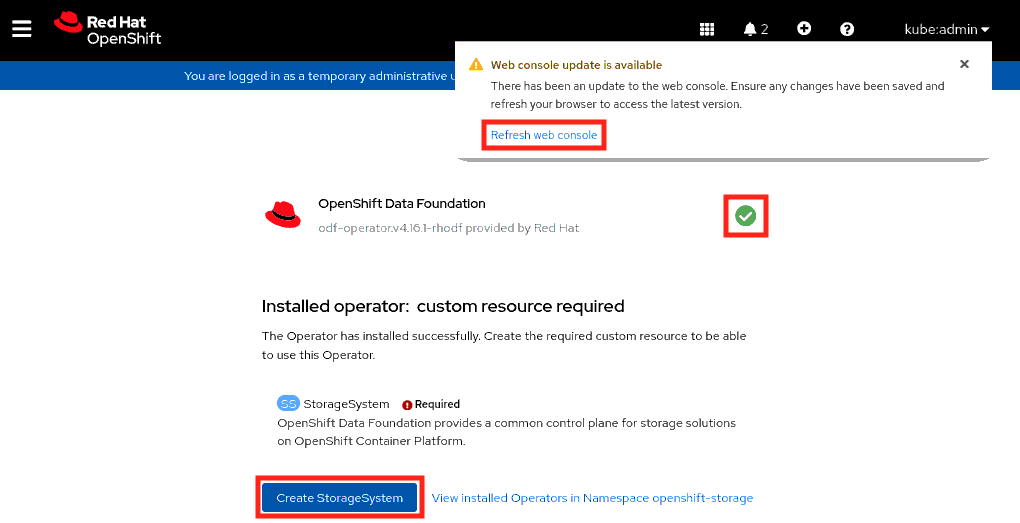 Red Hat
OpenShift
2
kube:admin
You are logged in as a temporary administrative u
Web console update is available
There has been an update to the web console. Ensure any changes have been saved and
refresh your browser to access the latest version.
Refresh web console
OpenShift Data Foundation
odf-operator.v4.16.1-rhodf provided by Red Hat
Installed operator: custom resource required
The Operator has installed successfully. Create the required custom resource to be able
to use this Operator.
SS StorageSystem Required
OpenShift Data Foundation provides a common control plane for storage solutions
on OpenShift Container Platform.
Create StorageSystem View installed Operators in Namespace openshift-storage